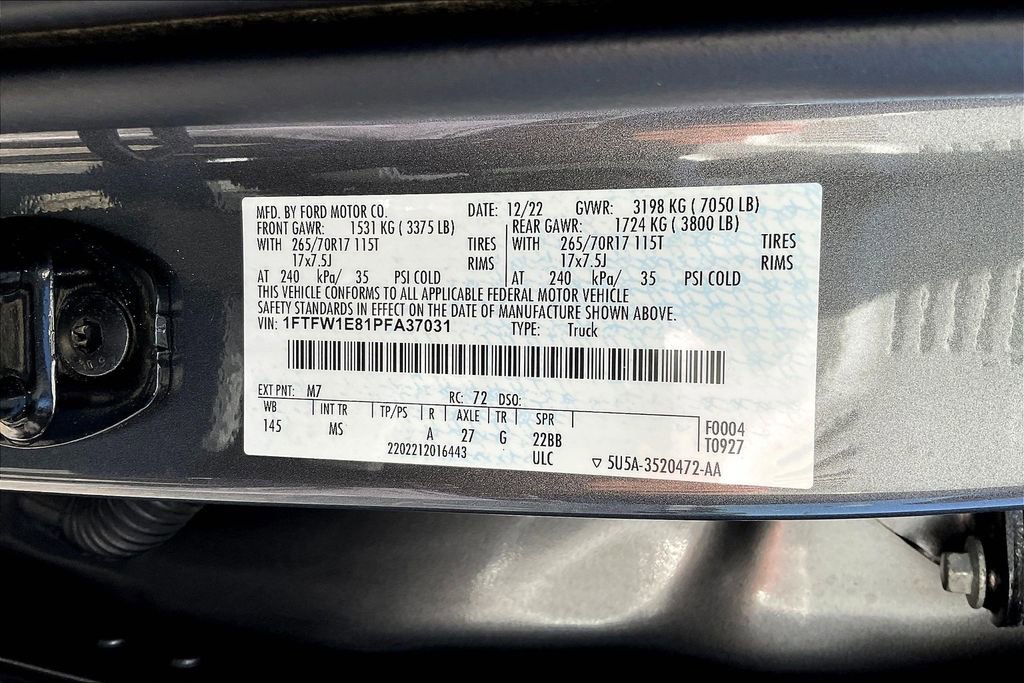 MFD. BY FORD MOTOR CO. DATE: 12/22 GVWR: 3198 KG ( 7050 LB)
FRONT GAWR: 1531 KG ( 3375 LB) REAR GAWR: 1724 KG ( 3800 LB)
WITH 265/70R17 115T TIRES WITH 265/70R17 115T TIRES
17x7.5J RIMS 17x7.5J RIMS
AT 240 kPa/ 35 PSI COLD AT 240 kPa/ 35 PSI COLD
THIS VEHICLE CONFORMS TO ALL APPLICABLE FEDERAL MOTOR VEHICLE
SAFETY STANDARDS IN EFFECT ON THE DATE OF MANUFACTURE SHOWN ABOVE.
VIN: 1FTFW1E81PFA37031 TYPE: Truck
EXT PNT: M7 RC: 72 DSO:
WB INT TR TP/PS R AXLE TR SPR F0004
145 MS A 27 G 22BB T0927
2202212016443 ULC 5U5A-3520472-AA